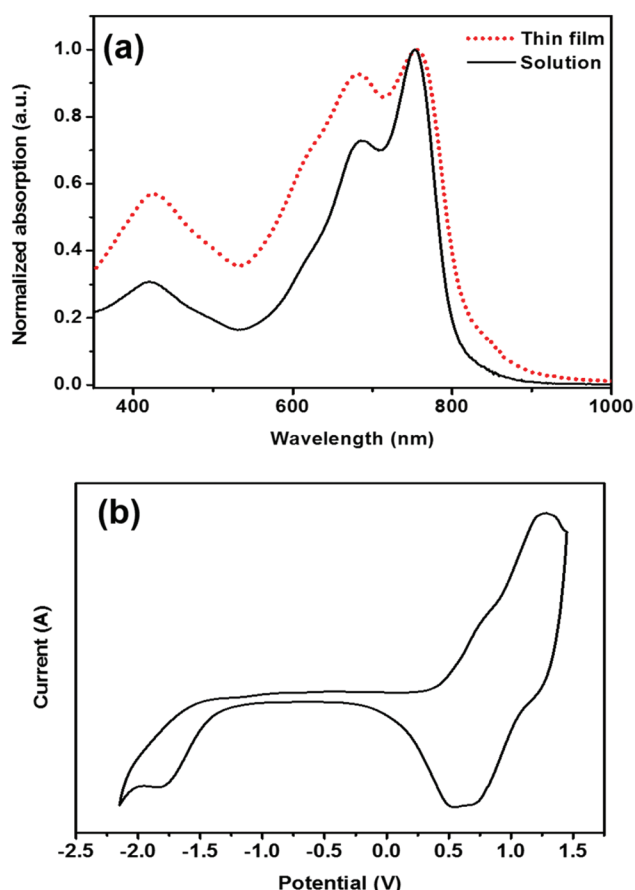 (a)
Thin film
Solution
Normalized absorption (a.u.)
1.0
0.8
0.6
0.4
0.2
0.0
400 600 800 1000
Wavelength (nm)
(b)
Current (A)
-2.5 -2.0 -1.5 -1.0 -0.5 0.0 0.5 1.0 1.5
Potential (V)